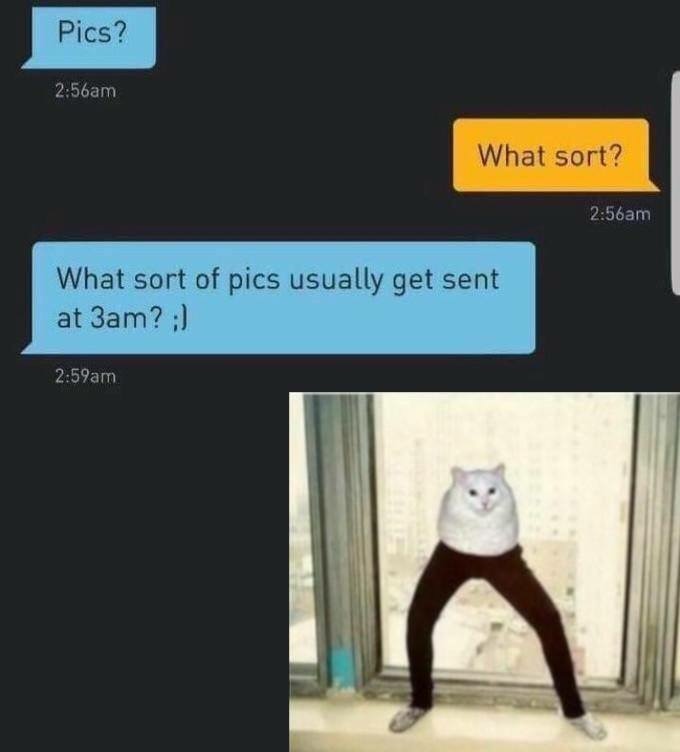 Pics?
2:56am
What sort?
2:56am
What sort of pics usually get sent
at 3am? ;)
2:59am